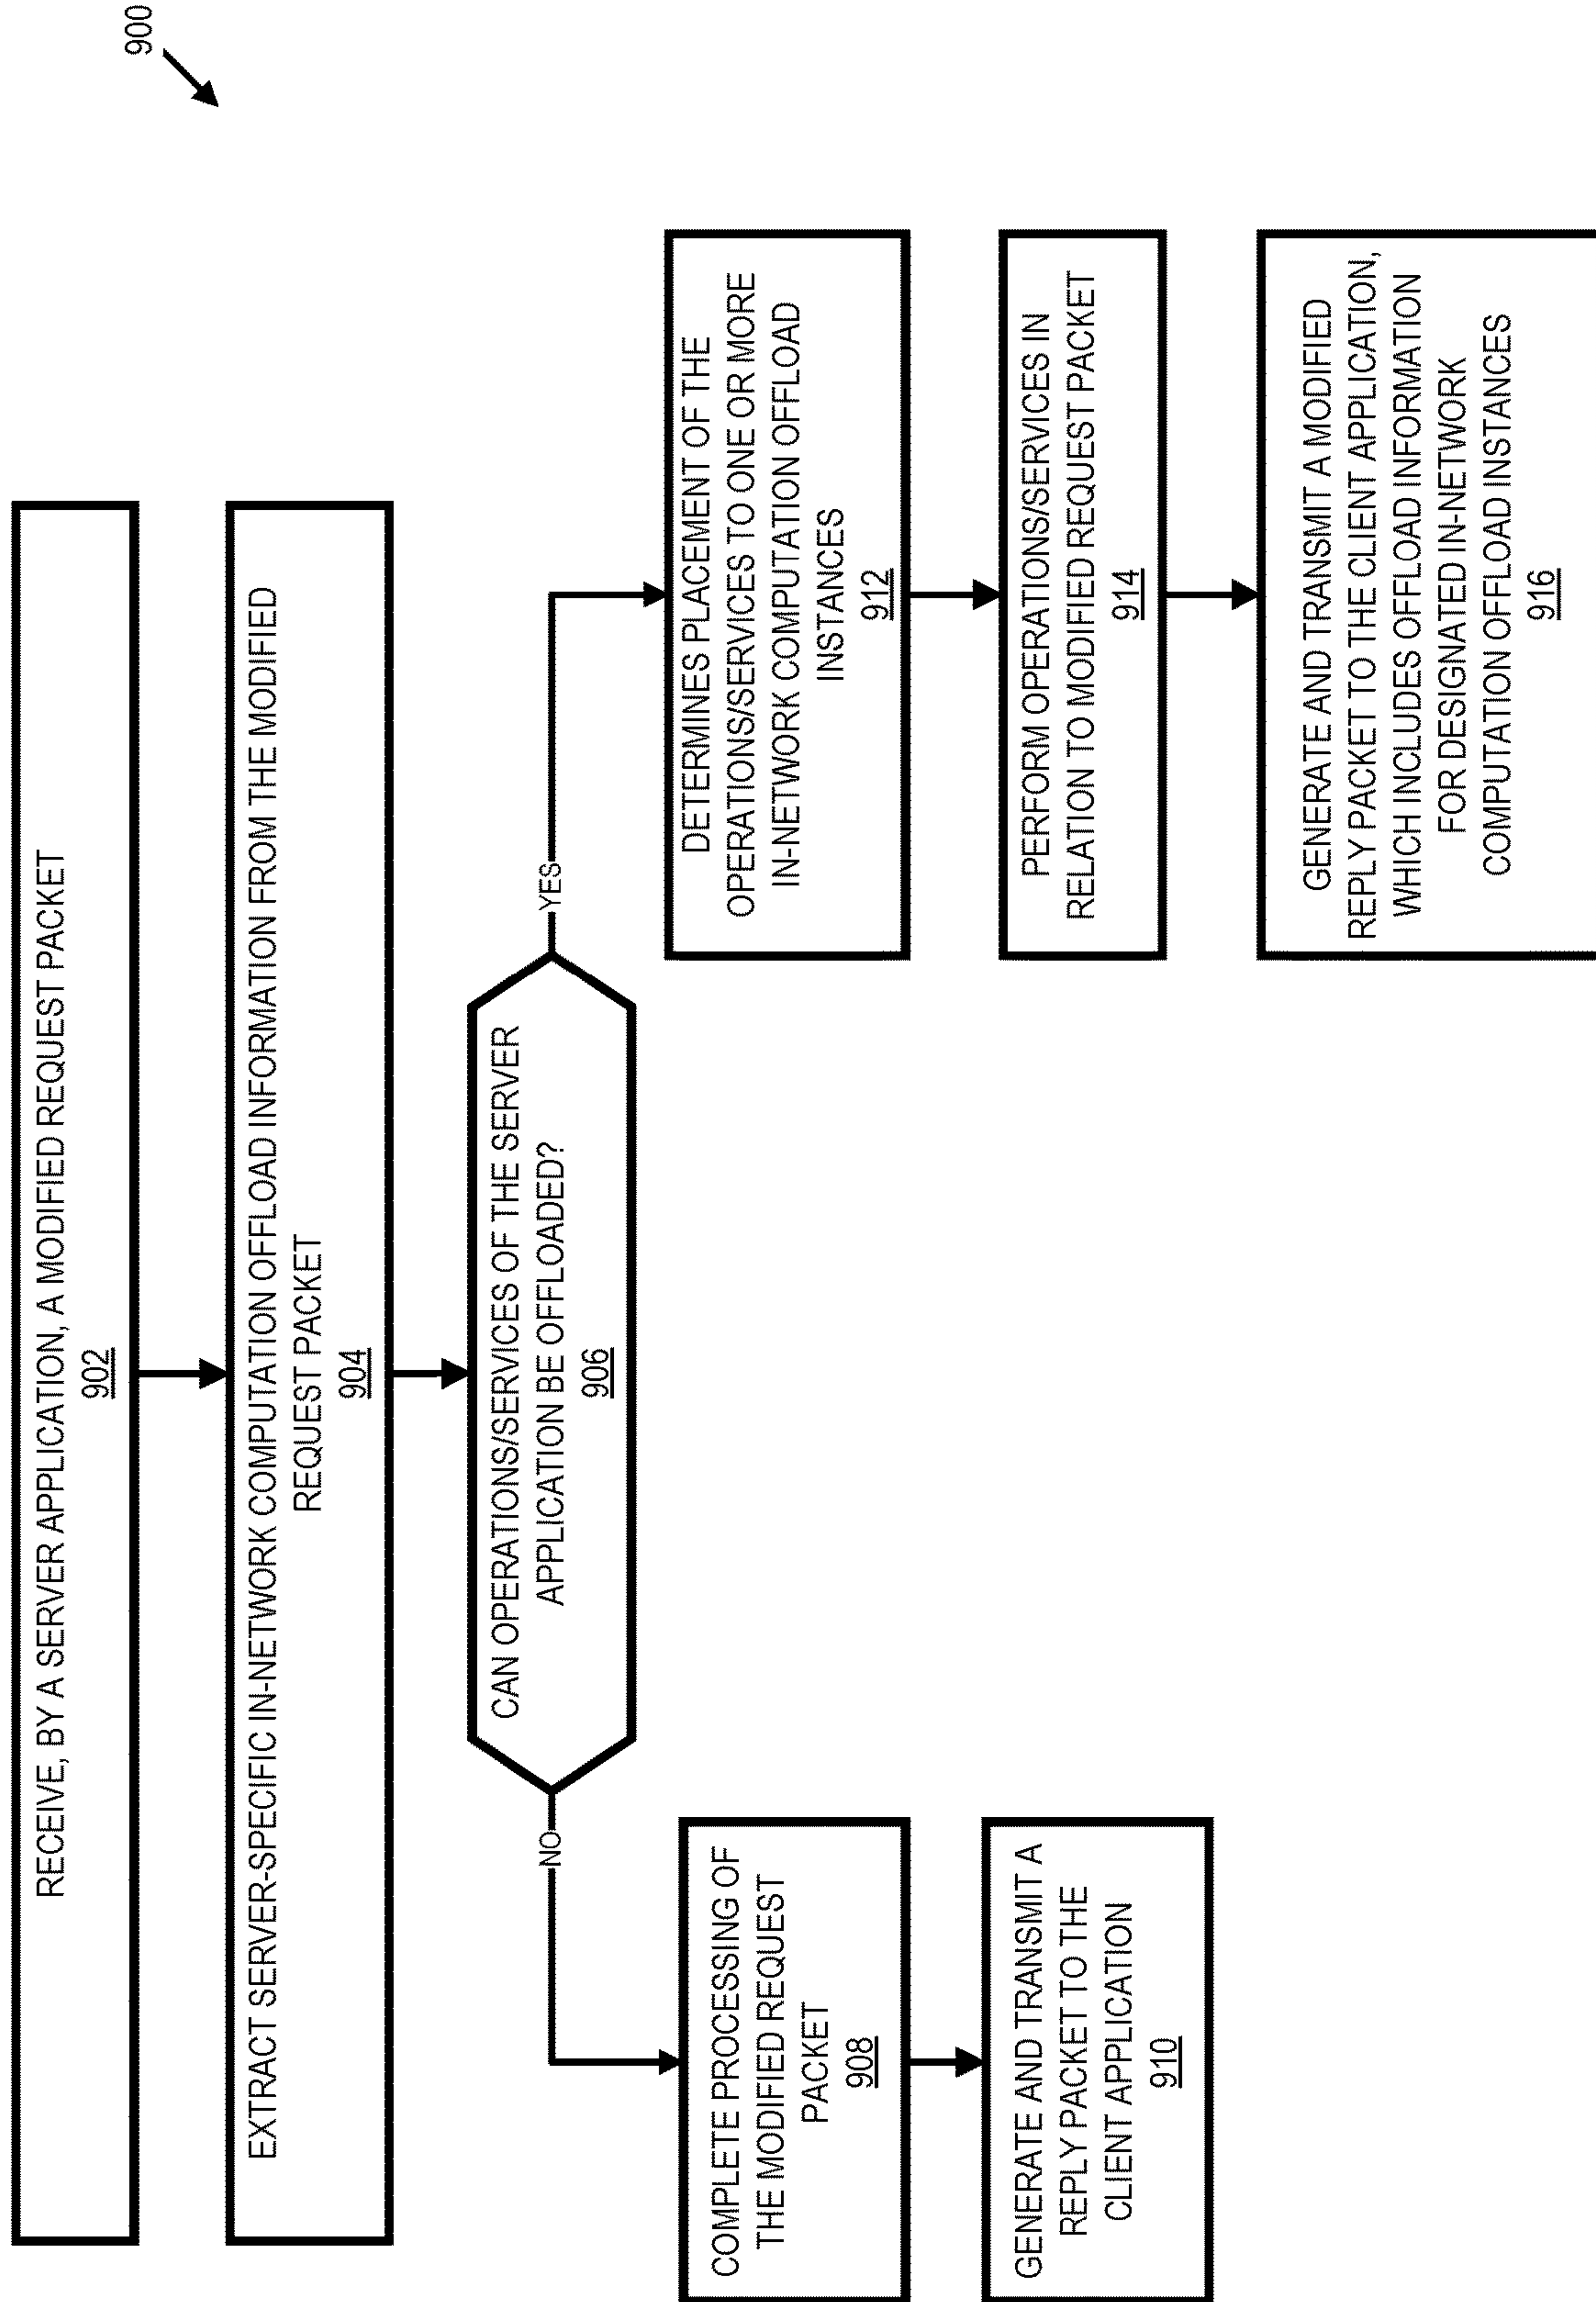 900
RECEIVE, BY A SERVER APPLICATION, A MODIFIED REQUEST PACKET
902
EXTRACT SERVER-SPECIFIC IN-NETWORK COMPUTATION OFFLOAD INFORMATION FROM THE MODIFIED
REQUEST PACKET
904
CAN OPERATIONS/SERVICES OF THE SERVER
APPLICATION BE OFFLOADED?
906
NO
COMPLETE PROCESSING OF
THE MODIFIED REQUEST
PACKET
908
GENERATE AND TRANSMIT A
REPLY PACKET TO THE
CLIENT APPLICATION
910
YES
DETERMINES PLACEMENT OF THE
OPERATIONS/SERVICES TO ONE OR MORE
IN-NETWORK COMPUTATION OFFLOAD
INSTANCES
912
PERFORM OPERATIONS/SERVICES IN
RELATION TO MODIFIED REQUEST PACKET
914
GENERATE AND TRANSMIT A MODIFIED
REPLY PACKET TO THE CLIENT APPLICATION,
WHICH INCLUDES OFFLOAD INFORMATION
FOR DESIGNATED IN-NETWORK
COMPUTATION OFFLOAD INSTANCES
916